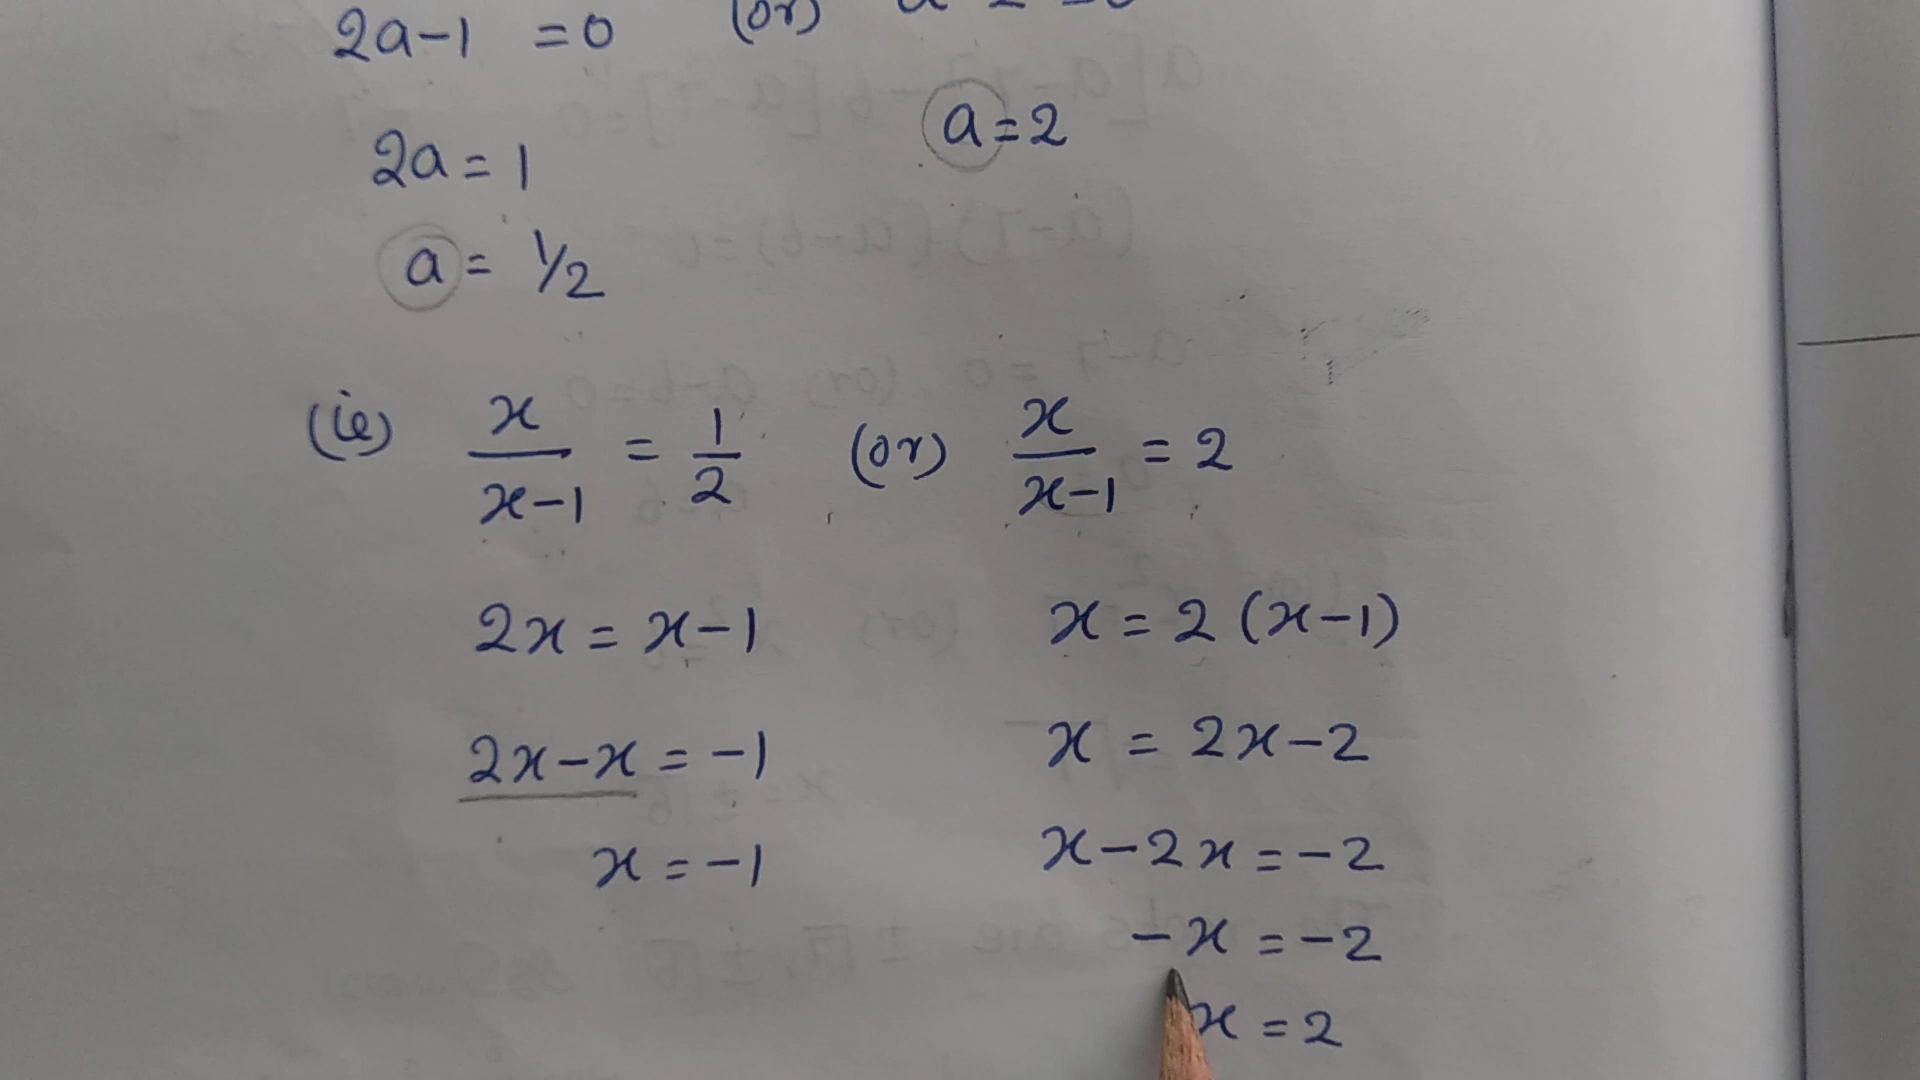 2a-1 = 0 (or)
2a = 1 a = 2
a = 1/2
(ie) x/(x-1) = 1/2 (or) x/(x-1) = 2
2x = x-1 x = 2(x-1)
2x-x = -1 x = 2x-2
x = -1 x-2x = -2
-x = -2
x = 2